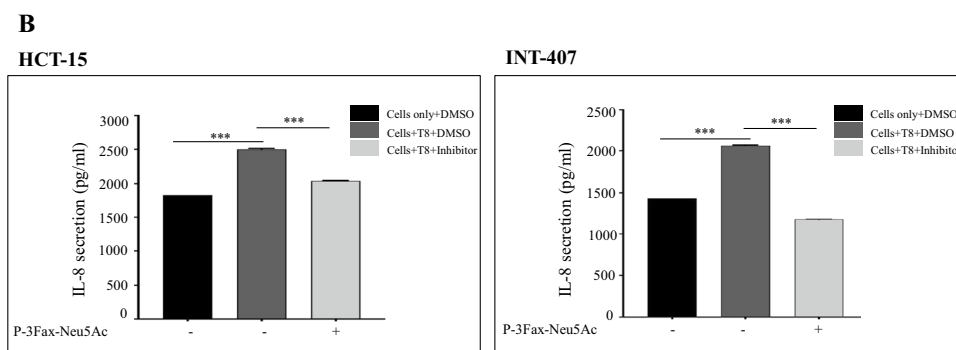 B
HCT-15
Cells only+DMSO
Cells+T8+DMSO
Cells+T8+Inhibitor
***
***
IL-8 secretion (pg/ml)
3000
2500
2000
1500
1000
500
0
P-3Fax-Neu5Ac
-
-
+
INT-407
Cells only+DMSO
Cells+T8+DMSO
Cells+T8+Inhibitor
***
***
IL-8 secretion (pg/ml)
2500
2000
1500
1000
500
0
-
-
+